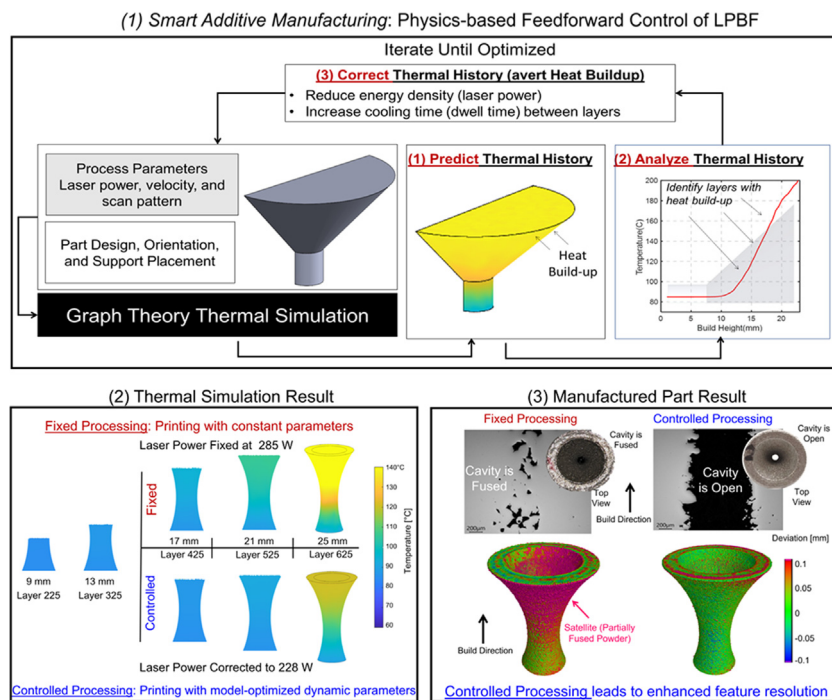 (1) Smart Additive Manufacturing: Physics-based Feedforward Control of LPBF
Iterate Until Optimized
(3) Correct Thermal History (avert Heat Buildup)
• Reduce energy density (laser power)
• Increase cooling time (dwell time) between layers
Process Parameters
Laser power, velocity, and
scan pattern
Part Design, Orientation,
and Support Placement
Graph Theory Thermal Simulation
(1) Predict Thermal History
Heat
Build-up
(2) Analyze Thermal History
Identify layers with
heat build-up
Temperature(C)
200
180
160
140
120
100
80
0
5
10
15
20
Build Height(mm)
(2) Thermal Simulation Result
Fixed Processing: Printing with constant parameters
Laser Power Fixed at 285 W
Fixed
9 mm
Layer 225
13 mm
Layer 325
17 mm
Layer 425
21 mm
Layer 525
25 mm
Layer 625
Controlled
140°C
130
120
110
100
90
80
70
60
Temperature [°C]
Laser Power Corrected to 228 W
Controlled Processing: Printing with model-optimized dynamic parameters
(3) Manufactured Part Result
Fixed Processing
Cavity is
Fused
Cavity is
Fused
Top
View
200µm
Build Direction
Controlled Processing
Cavity is
Open
Cavity
is Open
Top
View
200µm
Deviation [mm]
0.1
0
-0.1
Build Direction
Satellite (Partially
Fused Powder)
Controlled Processing leads to enhanced feature resolution